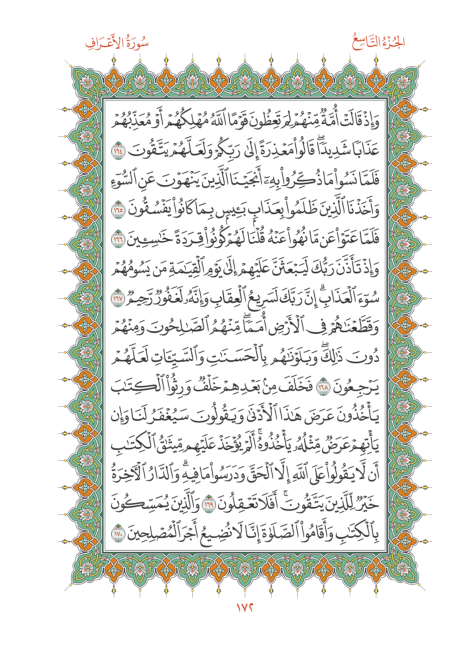 الجُزْءُ التَّاسِعُ
سُورَةُ الأَعْرَافِ
وَإِذْ قَالَتْ أُمَّةٌ مِّنْهُمْ لِمَ تَعِظُونَ قَوْمًا ٱللَّهُ مُهْلِكُهُمْ أَوْ مُعَذِّبُهُمْ
عَذَابًا شَدِيدًا ۖ قَالُوا۟ مَعْذِرَةً إِلَىٰ رَبِّكُمْ وَلَعَلَّهُمْ يَتَّقُونَ ١٦٤
فَلَمَّا نَسُوا۟ مَا ذُكِّرُوا۟ بِهِۦٓ أَنجَيْنَا ٱلَّذِينَ يَنْهَوْنَ عَنِ ٱلسُّوٓءِ
وَأَخَذْنَا ٱلَّذِينَ ظَلَمُوا۟ بِعَذَابٍۭ بَـِٔيسٍۭ بِمَا كَانُوا۟ يَفْسُقُونَ ١٦٥
فَلَمَّا عَتَوْا۟ عَن مَّا نُهُوا۟ عَنْهُ قُلْنَا لَهُمْ كُونُوا۟ قِرَدَةً خَـٰسِـِٔينَ ١٦٦
وَإِذْ تَأَذَّنَ رَبُّكَ لَيَبْعَثَنَّ عَلَيْهِمْ إِلَىٰ يَوْمِ ٱلْقِيَـٰمَةِ مَن يَسُومُهُمْ
سُوٓءَ ٱلْعَذَابِ ۗ إِنَّ رَبَّكَ لَسَرِيعُ ٱلْعِقَابِ ۖ وَإِنَّهُۥ لَغَفُورٌ رَّحِيمٌ ١٦٧
وَقَطَّعْنَـٰهُمْ فِى ٱلْأَرْضِ أُمَمًا ۖ مِّنْهُمُ ٱلصَّـٰلِحُونَ وَمِنْهُمْ
دُونَ ذَٰلِكَ ۖ وَبَلَوْنَـٰهُم بِٱلْحَسَنَـٰتِ وَٱلسَّيِّـَٔاتِ لَعَلَّهُمْ
يَرْجِعُونَ ١٦٨ فَخَلَفَ مِنۢ بَعْدِهِمْ خَلْفٌ وَرِثُوا۟ ٱلْكِتَـٰبَ
يَأْخُذُونَ عَرَضَ هَـٰذَا ٱلْأَدْنَىٰ وَيَقُولُونَ سَيُغْفَرُ لَنَا وَإِن
يَأْتِهِمْ عَرَضٌ مِّثْلُهُۥ يَأْخُذُوهُ ۚ أَلَمْ يُؤْخَذْ عَلَيْهِم مِّيثَـٰقُ ٱلْكِتَـٰبِ
أَن لَّا يَقُولُوا۟ عَلَى ٱللَّهِ إِلَّا ٱلْحَقَّ وَدَرَسُوا۟ مَا فِيهِ ۗ وَٱلدَّارُ ٱلْـَٔاخِرَةُ
خَيْرٌ لِّلَّذِينَ يَتَّقُونَ ۗ أَفَلَا تَعْقِلُونَ ١٦٩ وَٱلَّذِينَ يُمَسِّكُونَ
بِٱلْكِتَـٰبِ وَأَقَامُوا۟ ٱلصَّلَوٰةَ إِنَّا لَا نُضِيعُ أَجْرَ ٱلْمُصْلِحِينَ ١٧٠
١٧٢